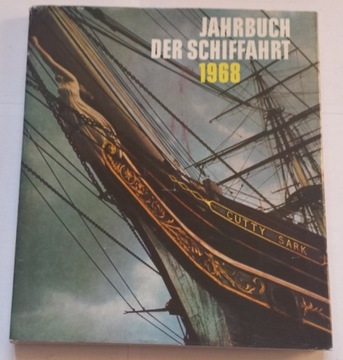 JAHRBUCH
DER SCHIFFAHRT
1968
CUTTY SARK